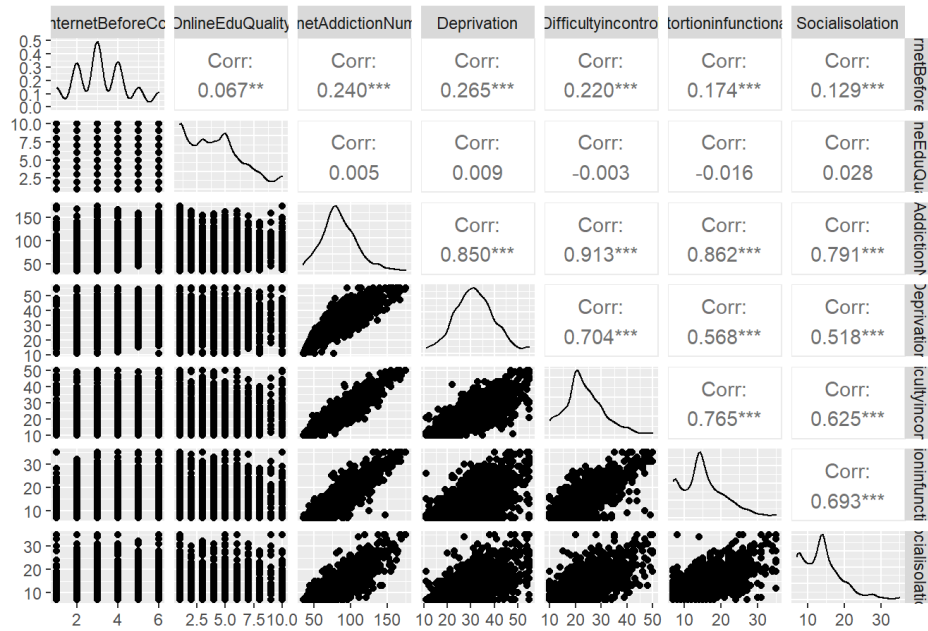 nternetBeforeCo OnlineEduQuality netAddictionNum Deprivation Difficultyincontro tortioninfunctiona Socialisolation
0.5
0.4
0.3
0.2
0.1
0.0
Corr: Corr: Corr: Corr: Corr: Corr:
0.067** 0.240*** 0.265*** 0.220*** 0.174*** 0.129***
rnetBefore
10.0
7.5
5.0
2.5
Corr: Corr: Corr: Corr: Corr:
0.005 0.009 -0.003 -0.016 0.028
neEduQua
150
100
50
Corr: Corr: Corr: Corr:
0.850*** 0.913*** 0.862*** 0.791***
AddictionN
50
40
30
20
10
Corr: Corr: Corr:
0.704*** 0.568*** 0.518***
Deprivation
50
40
30
20
10
Corr: Corr:
0.765*** 0.625***
icultyincor
30
20
10
Corr:
0.693***
ioninfuncti
30
20
10
ocialisolatio
2 4 6 2.5 5.0 7.5 10.0 50 100 150 10 20 30 40 50 10 20 30 40 50 10 20 30 10 20 30